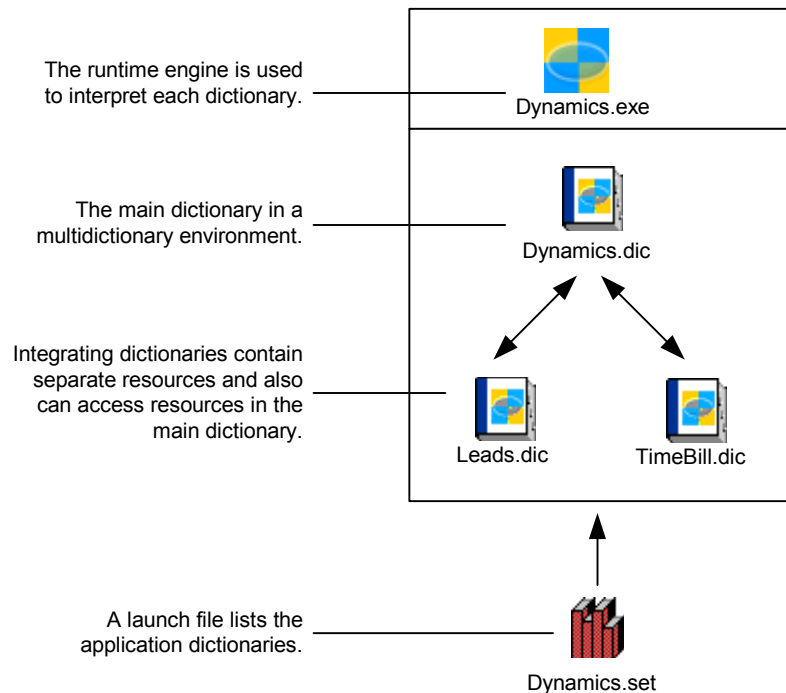 The runtime engine is used
to interpret each dictionary.
Dynamics.exe
The main dictionary in a
multidictionary environment.
Dynamics.dic
Integrating dictionaries contain
separate resources and also
can access resources in the
main dictionary.
Leads.dic
TimeBill.dic
A launch file lists the
application dictionaries.
Dynamics.set